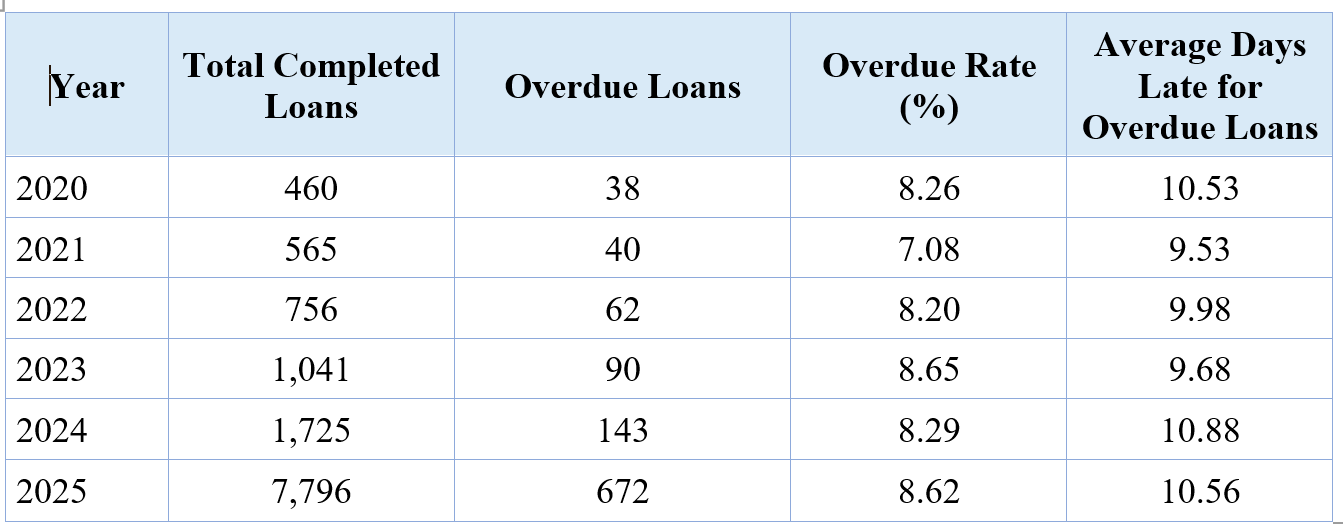 Year Total Completed Loans Overdue Loans Overdue Rate (%) Average Days Late for Overdue Loans
2020 460 38 8.26 10.53
2021 565 40 7.08 9.53
2022 756 62 8.20 9.98
2023 1,041 90 8.65 9.68
2024 1,725 143 8.29 10.88
2025 7,796 672 8.62 10.56